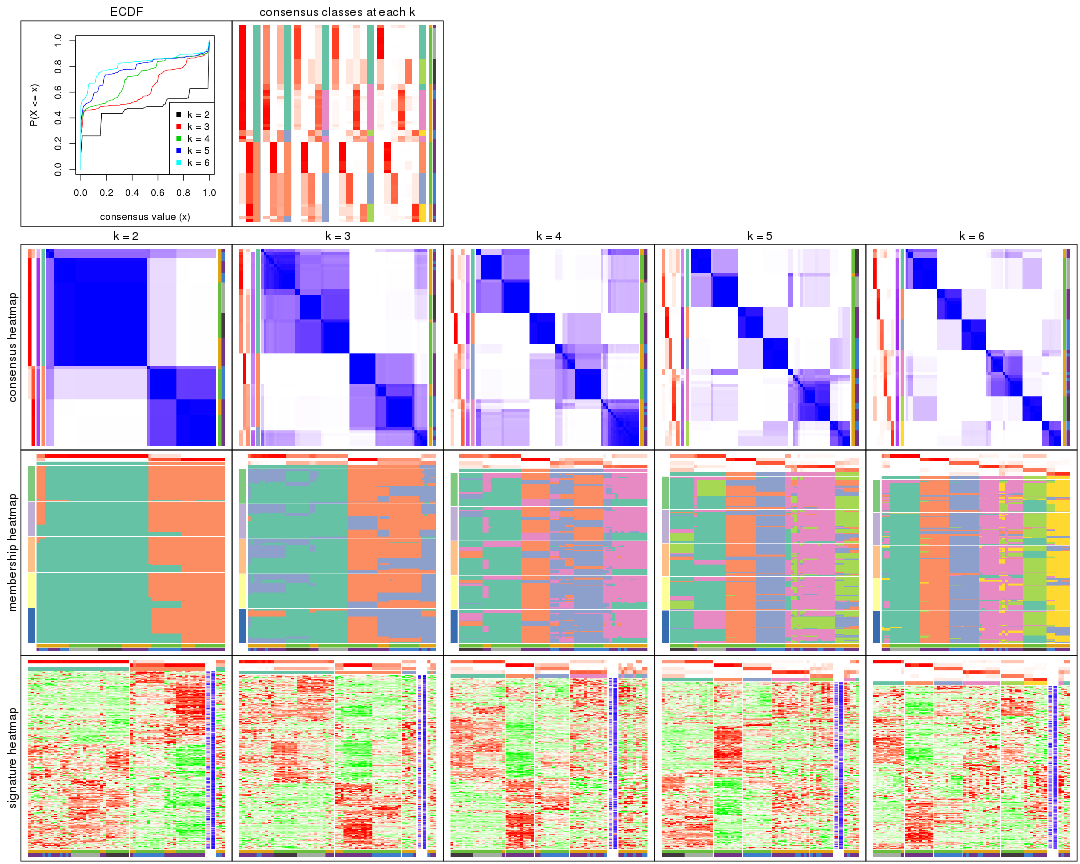 ECDF
consensus classes at each k
P(X <= x)
0.0 0.2 0.4 0.6 0.8 1.0
k = 2
k = 3
k = 4
k = 5
k = 6
0.0 0.2 0.4 0.6 0.8 1.0
consensus value (x)
k = 2
k = 3
k = 4
k = 5
k = 6
consensus heatmap
membership heatmap
signature heatmap